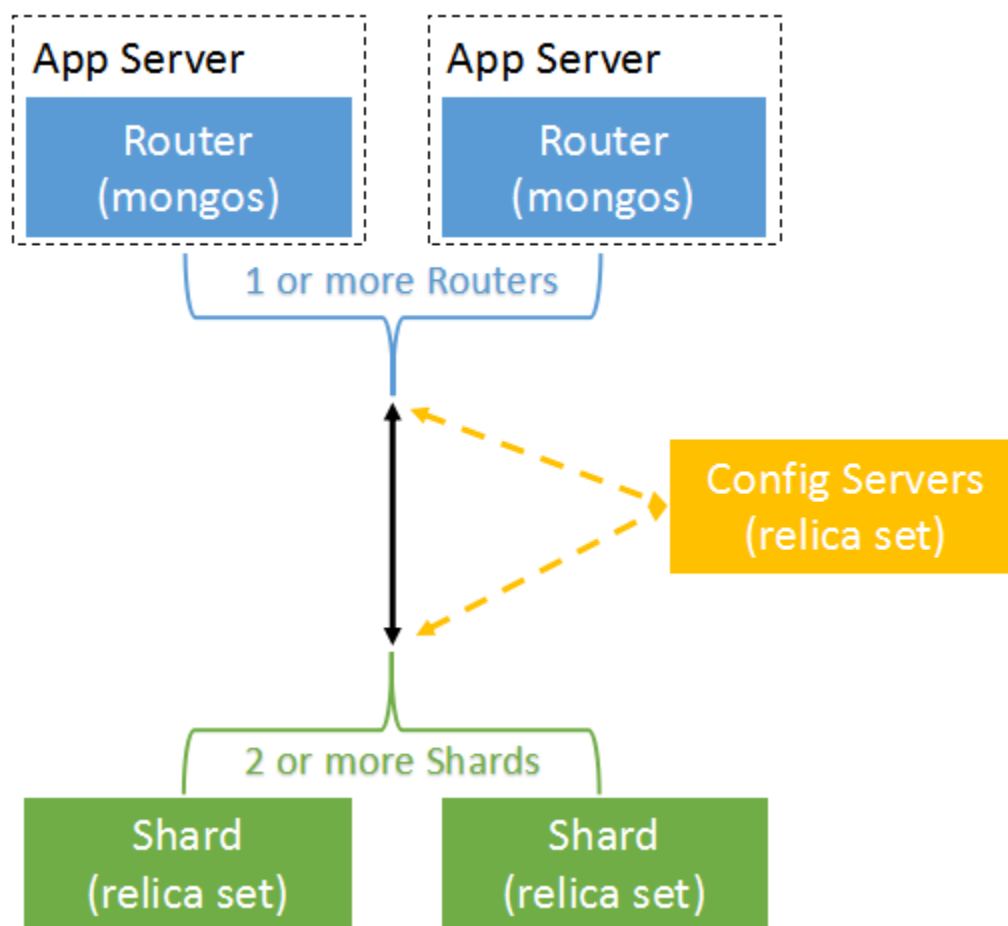 App Server
Router
(mongos)
App Server
Router
(mongos)
1 or more Routers
Config Servers
(relica set)
2 or more Shards
Shard
(relica set)
Shard
(relica set)